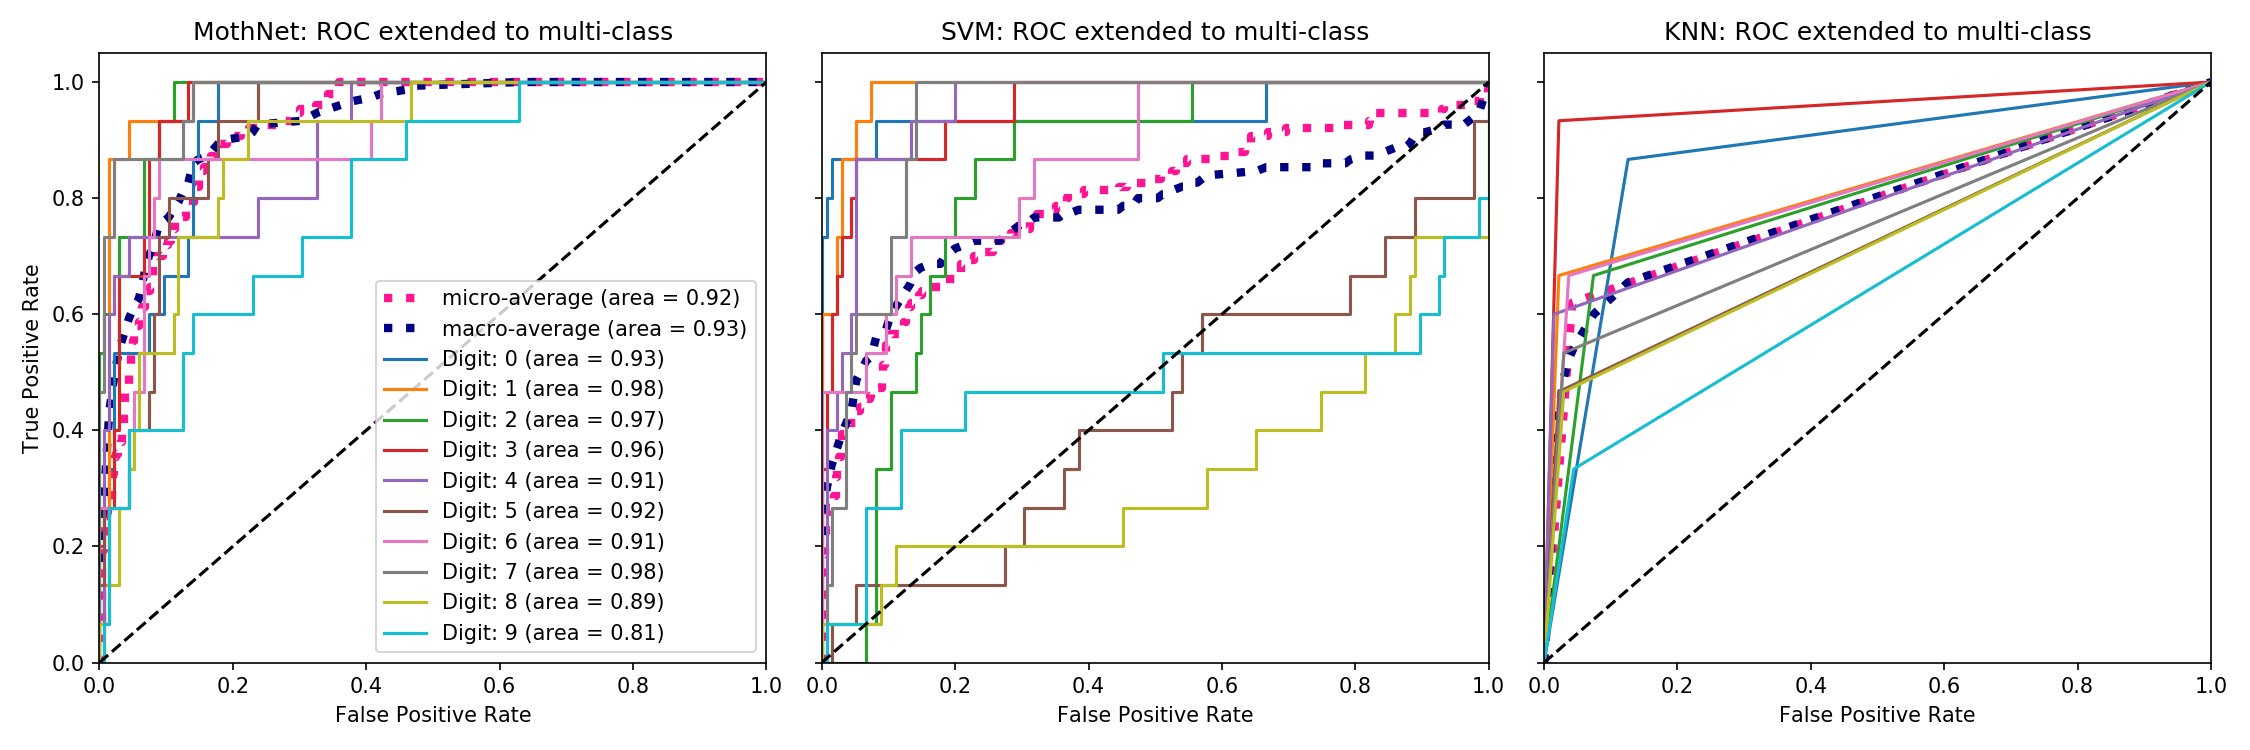 MothNet: ROC extended to multi-class
SVM: ROC extended to multi-class
KNN: ROC extended to multi-class
True Positive Rate
1.0
0.8
0.6
0.4
0.2
0.0
micro-average (area = 0.92)
macro-average (area = 0.93)
Digit: 0 (area = 0.93)
Digit: 1 (area = 0.98)
Digit: 2 (area = 0.97)
Digit: 3 (area = 0.96)
Digit: 4 (area = 0.91)
Digit: 5 (area = 0.92)
Digit: 6 (area = 0.91)
Digit: 7 (area = 0.98)
Digit: 8 (area = 0.89)
Digit: 9 (area = 0.81)
0.0 0.2 0.4 0.6 0.8 1.0
False Positive Rate
0.0 0.2 0.4 0.6 0.8 1.0
False Positive Rate
0.0 0.2 0.4 0.6 0.8 1.0
False Positive Rate